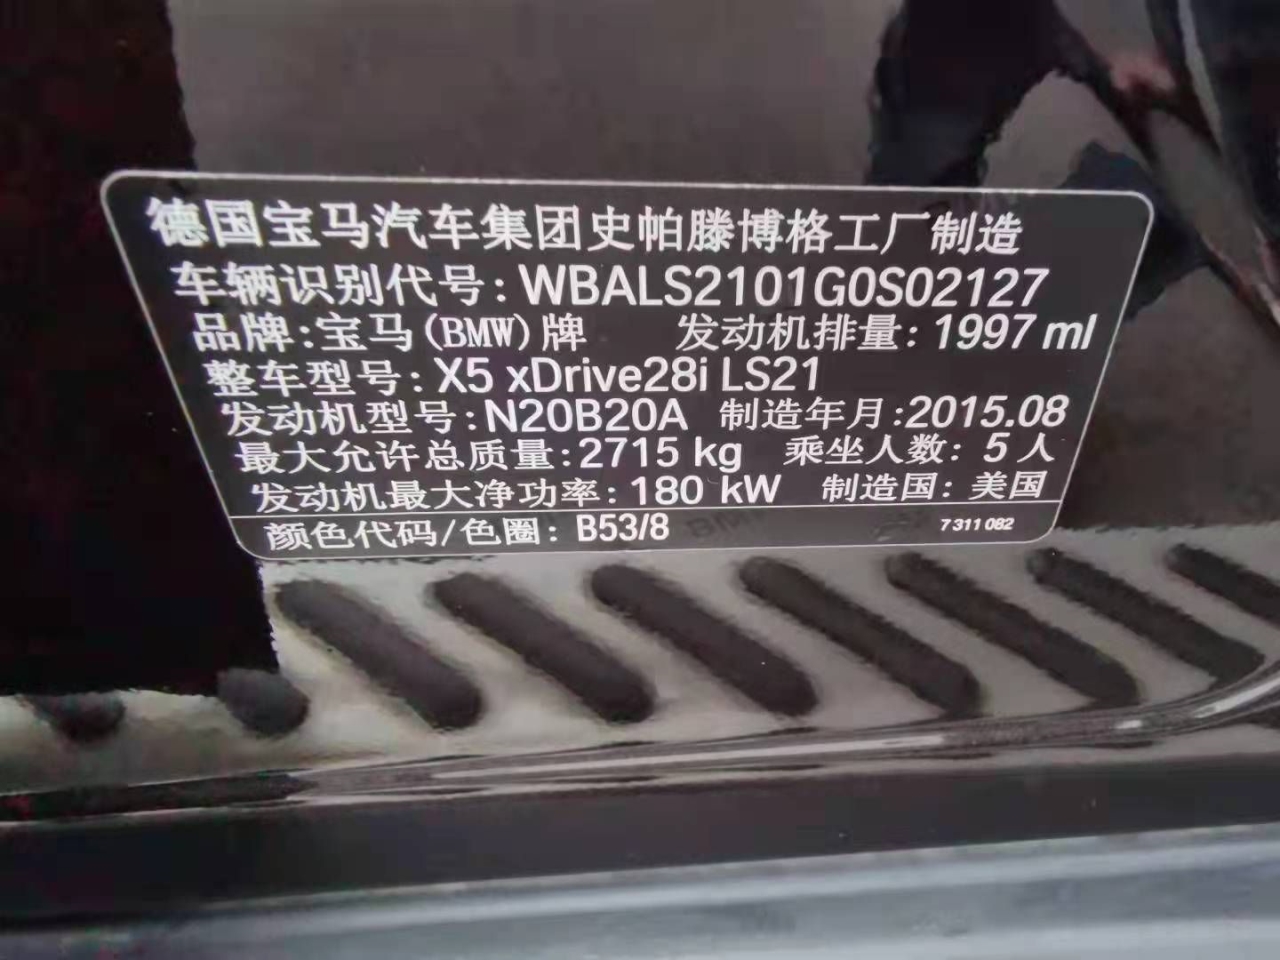 德国宝马汽车集团史帕滕博格工厂制造
车辆识别代号:WBALS2101G0S02127
品牌:宝马(BMW)牌 发动机排量:1997 ml
整车型号:X5 xDrive28i LS21
发动机型号:N20B20A 制造年月:2015.08
最大允许总质量:2715 kg 乘坐人数:5人
发动机最大净功率:180 kW 制造国:美国
颜色代码/色圈:B53/8 7 311 082